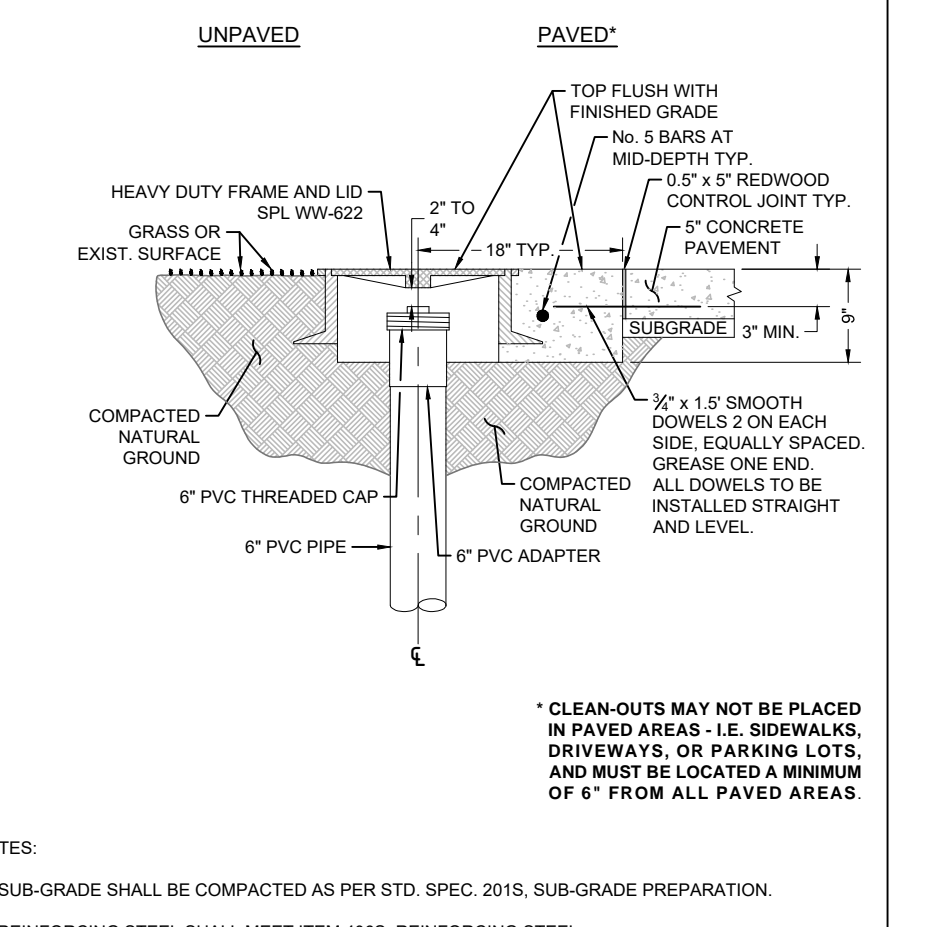 UNPAVED
PAVED*
TOP FLUSH WITH
FINISHED GRADE
No. 5 BARS AT
MID-DEPTH TYP.
HEAVY DUTY FRAME AND LID
SPL WW-622
0.5" x 5" REDWOOD
CONTROL JOINT TYP.
2" TO
4"
GRASS OR
EXIST. SURFACE
5" CONCRETE
PAVEMENT
18" TYP.
SUBGRADE
3" MIN.
9"
COMPACTED
NATURAL
GROUND
¾" x 1.5' SMOOTH
DOWELS 2 ON EACH
SIDE, EQUALLY SPACED.
GREASE ONE END.
ALL DOWELS TO BE
INSTALLED STRAIGHT
AND LEVEL.
6" PVC THREADED CAP
COMPACTED
NATURAL
GROUND
6" PVC PIPE
6" PVC ADAPTER
℄
* CLEAN-OUTS MAY NOT BE PLACED
IN PAVED AREAS - I.E. SIDEWALKS,
DRIVEWAYS, OR PARKING LOTS,
AND MUST BE LOCATED A MINIMUM
OF 6" FROM ALL PAVED AREAS.
TES:
SUB-GRADE SHALL BE COMPACTED AS PER STD. SPEC. 201S, SUB-GRADE PREPARATION.